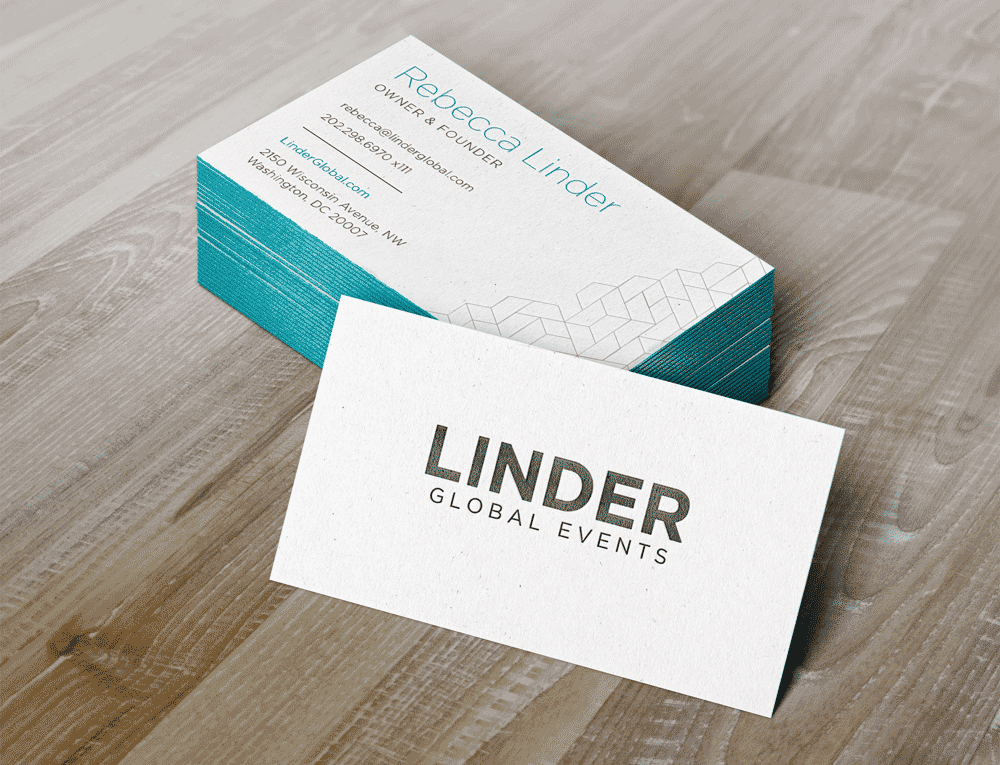 Rebecca Linder
OWNER & FOUNDER
rebecca@linderglobal.com
202.298.6970 x111
LinderGlobal.com
2150 Wisconsin Avenue, NW
Washington, DC 20007
LINDER
GLOBAL EVENTS